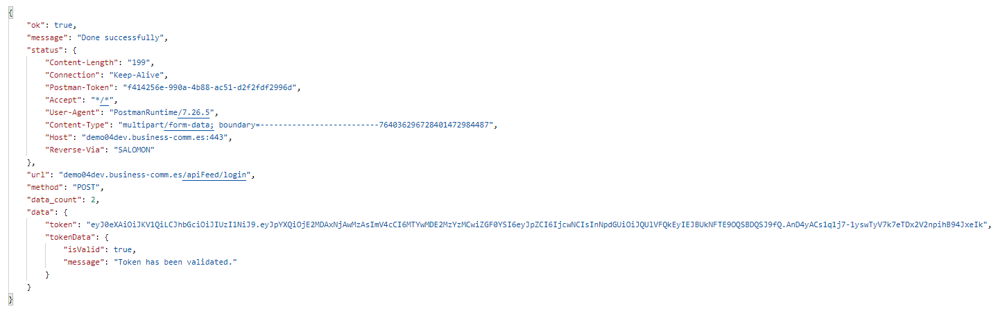 {
"ok": true,
"message": "Done successfully",
"status": {
"Content-Length": "199",
"Connection": "Keep-Alive",
"Postman-Token": "f414256e-990a-4b88-ac51-d2f2fdf2996d",
"Accept": "*/*",
"User-Agent": "PostmanRuntime/7.26.5",
"Content-Type": "multipart/form-data; boundary=--------------------------764036296728401472984487",
"Host": "demo04dev.business-comm.es:443",
"Reverse-Via": "SALOMON"
},
"url": "demo04dev.business-comm.es/apiFeed/login",
"method": "POST",
"data_count": 2,
"data": {
"token": "eyJ0eXAiOiJKV1QiLCJhbGciOiJIUzI1NiJ9.eyJpYXQiOjE2MDAxNjAwMzAsImV4cCI6MTYwMDE2MzYzMCwiZGF0YSI6eyJpZCI6IjcwNCIsInNpdGUiOiJQUlVFQkEyIEJBUkNFTE9OQSBDQSJ9fQ.AnD4yACs1q1j7-1yswTyV7k7eTDx2V2npihB94JxeIk",
"tokenData": {
"isValid": true,
"message": "Token has been validated."
}
}
}